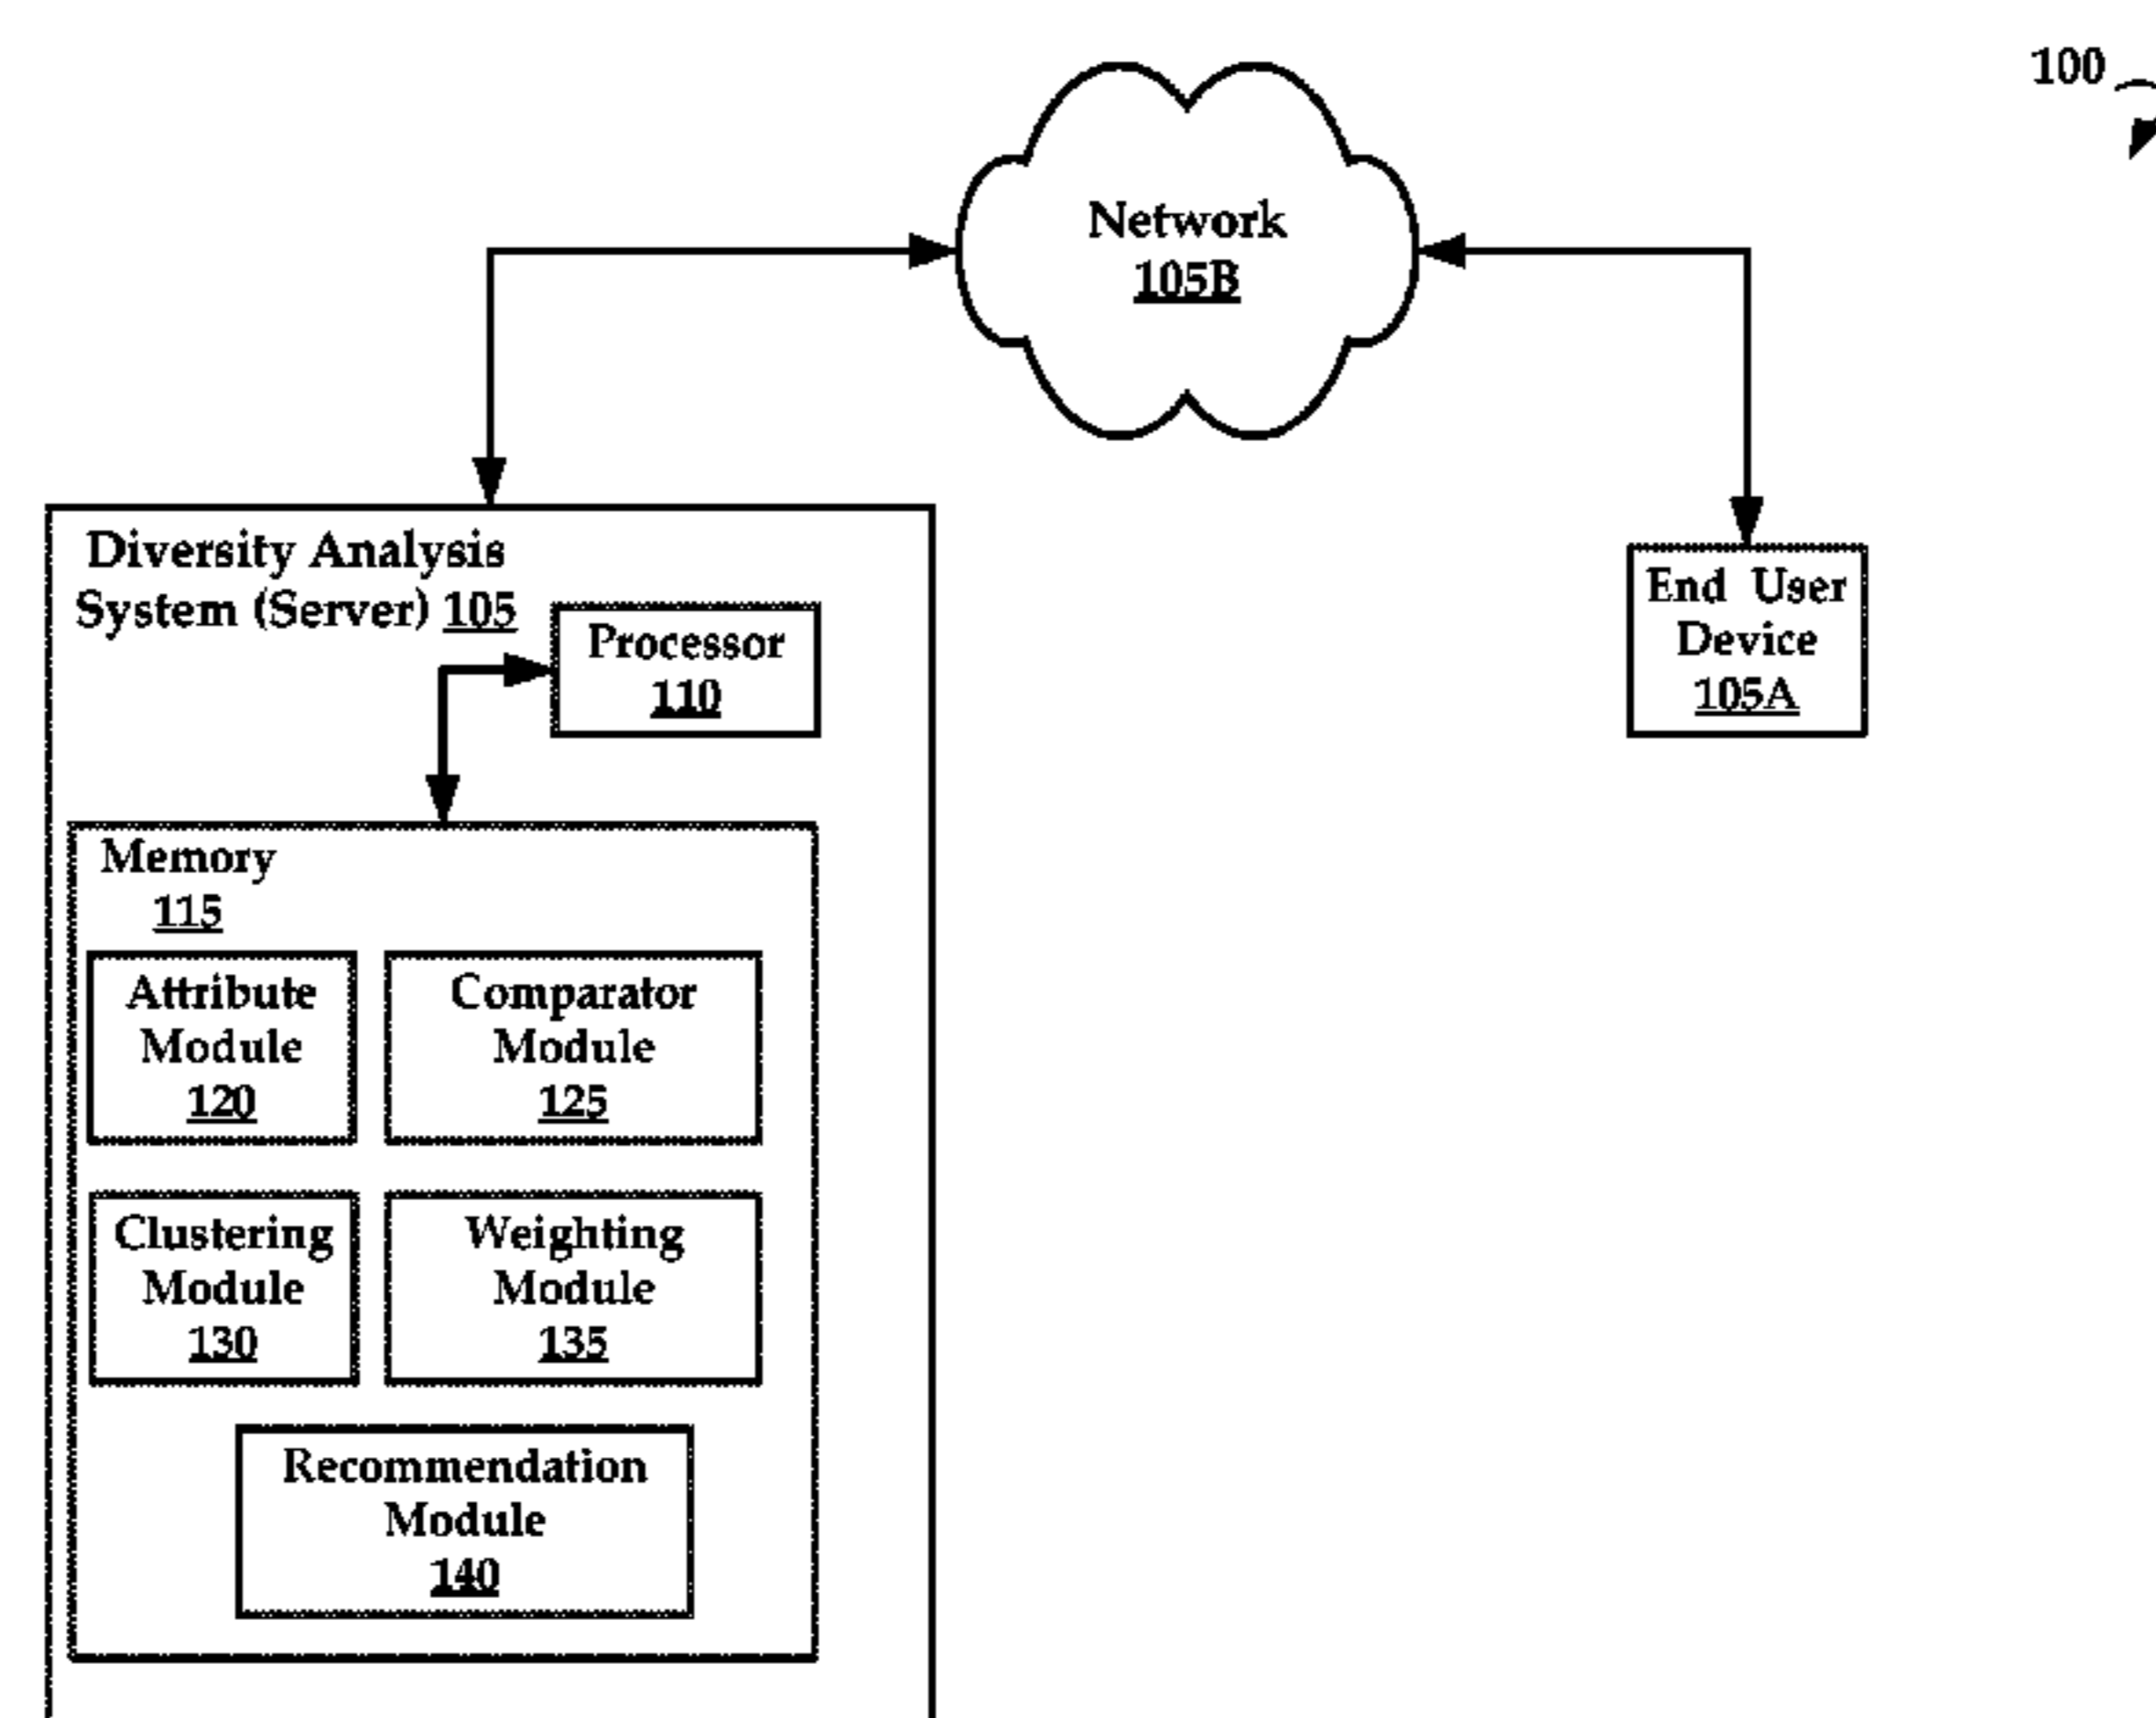 100
Network
105B
Diversity Analysis
System (Server) 105
Processor
110
End User
Device
105A
Memory
115
Attribute
Module
120
Comparator
Module
125
Clustering
Module
130
Weighting
Module
135
Recommendation
Module
140